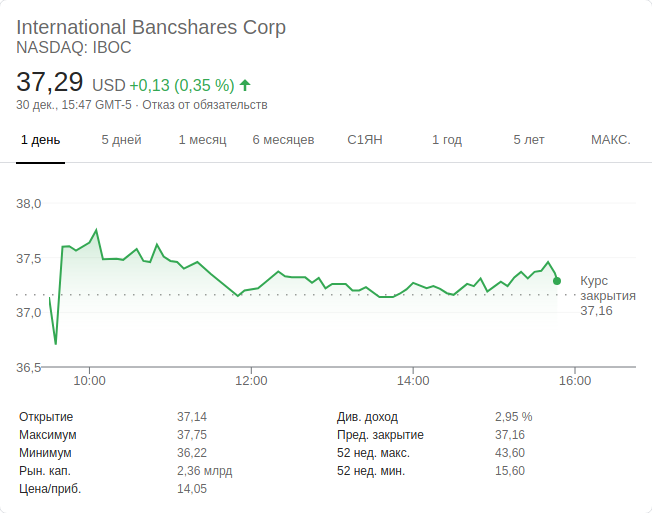 International Bancshares Corp
NASDAQ: IBOC
37,29 USD +0,13 (0,35 %)
30 дек., 15:47 GMT-5 · Отказ от обязательств
1 день 5 дней 1 месяц 6 месяцев С1ЯН 1 год 5 лет МАКС.
38,0
37,5
37,0
36,5
Курс
закрытия
37,16
10:00 12:00 14:00 16:00
Открытие 37,14 Див. доход 2,95 %
Максимум 37,75 Пред. закрытие 37,16
Минимум 36,22 52 нед. макс. 43,60
Рын. кап. 2,36 млрд 52 нед. мин. 15,60
Цена/приб. 14,05